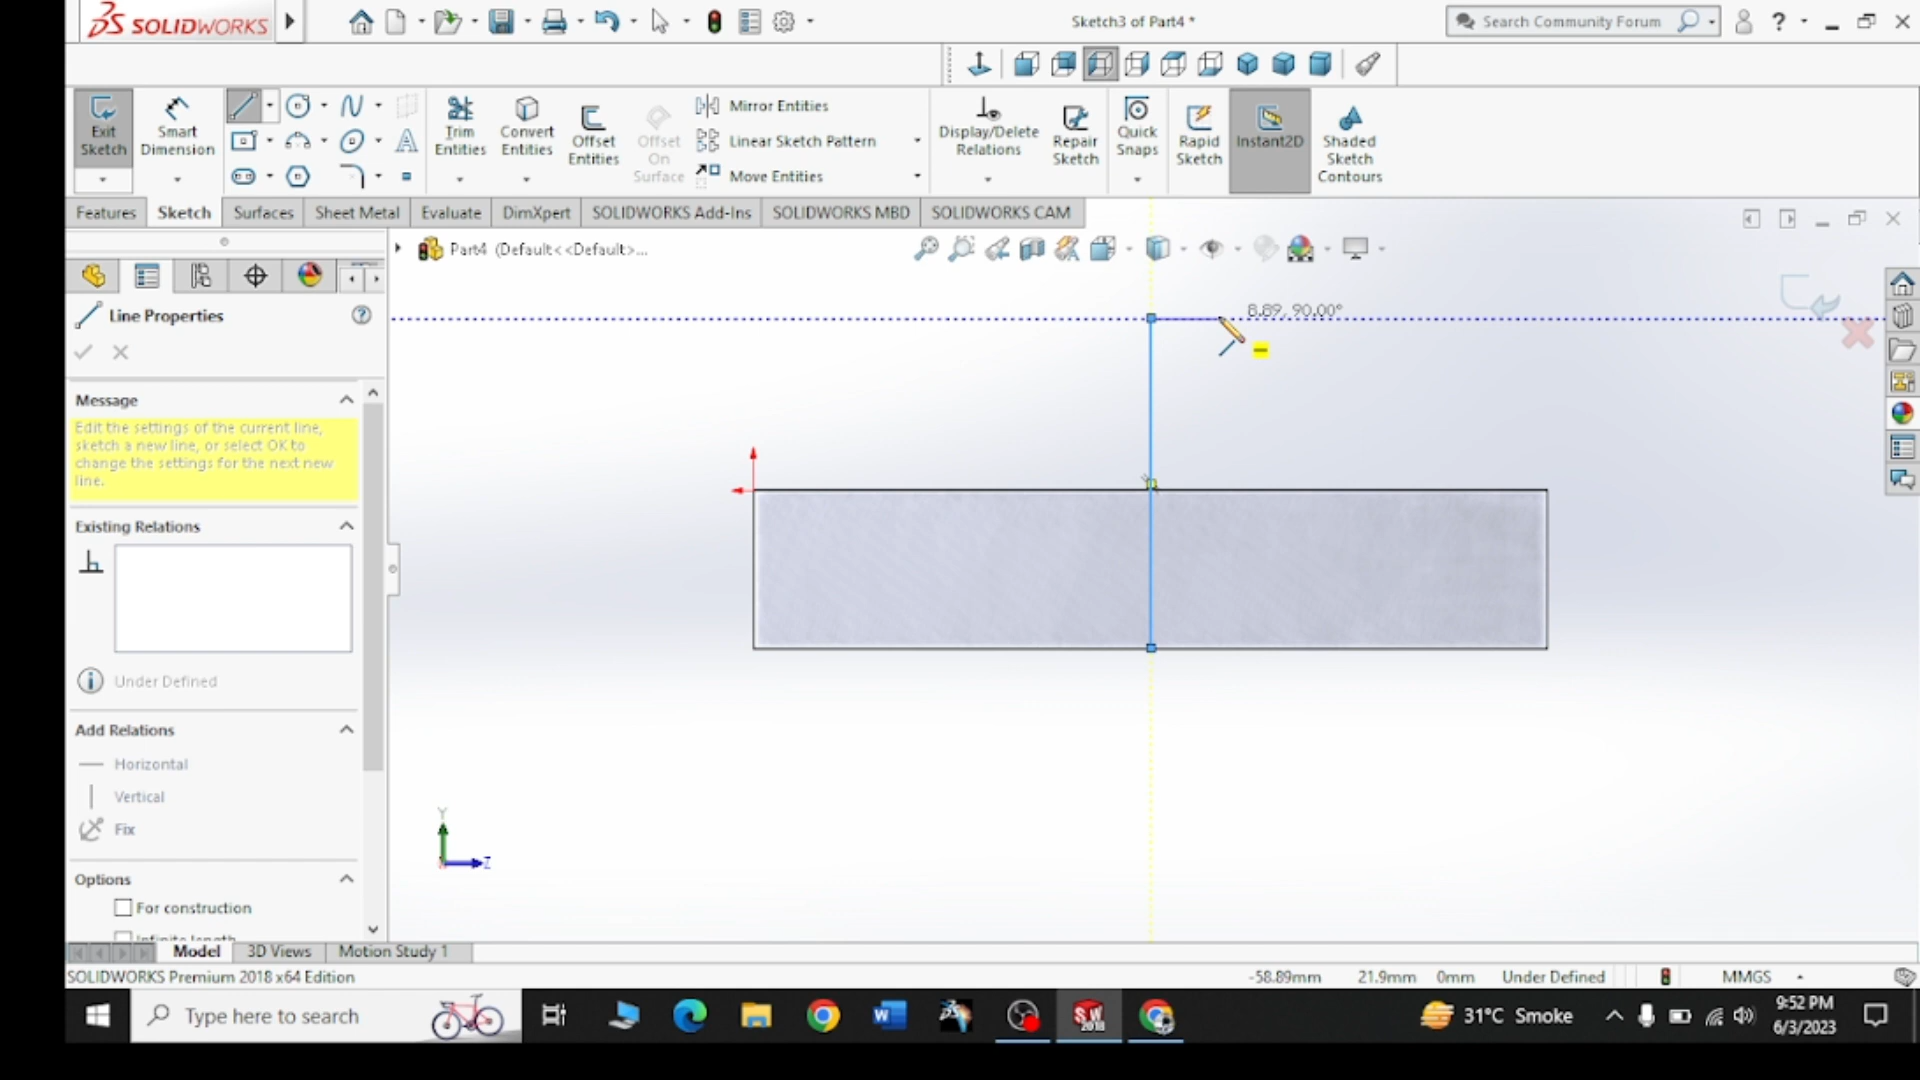 SOLIDWORKS
Sketch3 of Part4 *
Search Community Forum
?
Exit Sketch
Smart Dimension
Trim Entities
Convert Entities
Offset Entities
Offset On Surface
Mirror Entities
Linear Sketch Pattern
Move Entities
Display/Delete Relations
Repair Sketch
Quick Snaps
Rapid Sketch
Instant2D
Shaded Sketch Contours
Features
Sketch
Surfaces
Sheet Metal
Evaluate
DimXpert
SOLIDWORKS Add-Ins
SOLIDWORKS MBD
SOLIDWORKS CAM
Part4 (Default<<Default>...
Line Properties
8.89, 90.00°
Message
Edit the settings of the current line,
sketch a new line, or select OK to
change the settings for the next new
line.
Existing Relations
Under Defined
Add Relations
Horizontal
Vertical
Fix
Options
For construction
Infinite length
Y
Z
Model
3D Views
Motion Study 1
SOLIDWORKS Premium 2018 x64 Edition
-58.89mm 21.9mm 0mm Under Defined
MMGS
Type here to search
SW 2018
31°C Smoke
9:52 PM
6/3/2023